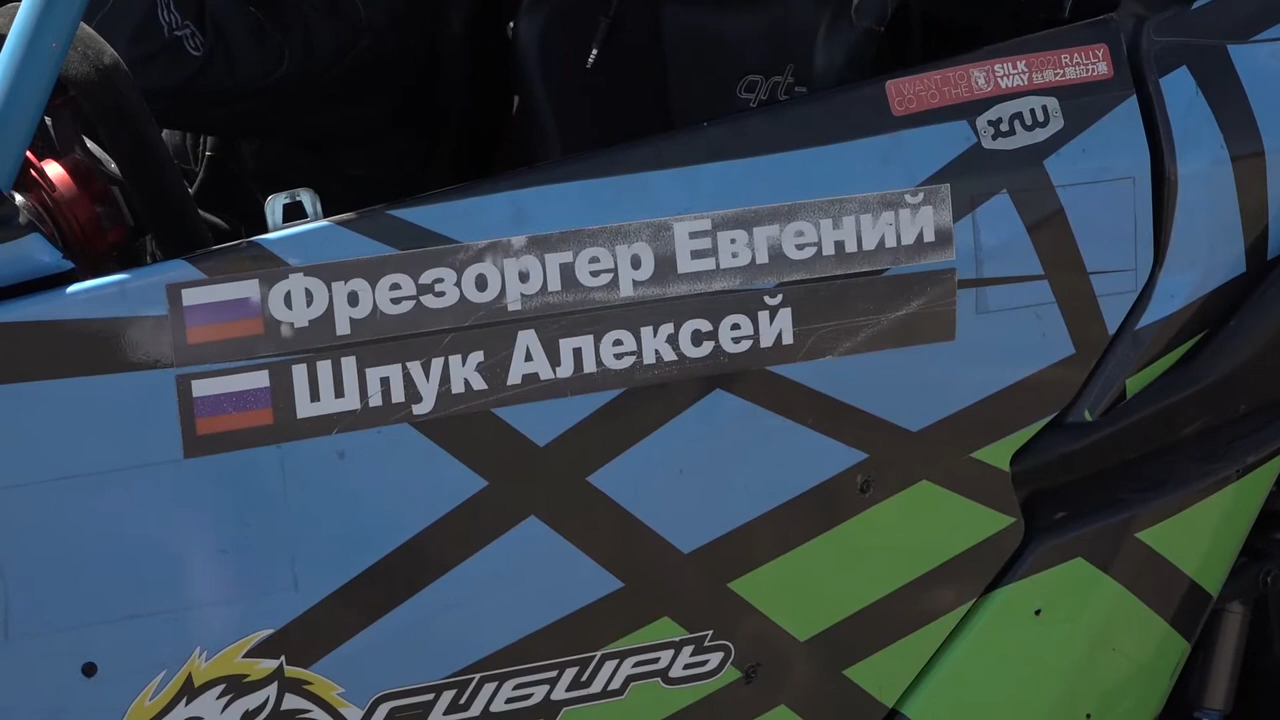 I WANT TO
GO TO THE
SILK
WAY
2021 RALLY
丝绸之路拉力赛
XRW
art-
Фрезоргер Евгений
Шпук Алексей
СИБИРЬ